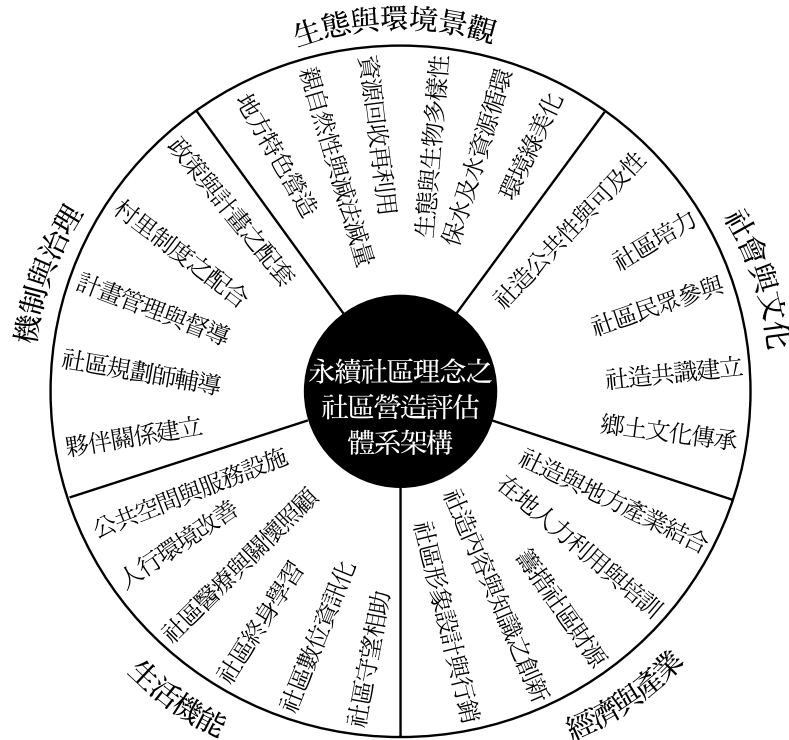 永續社區理念之
社區營造評估
體系架構
生態與環境景觀
地方特色營造
親自然性與減法減量
資源回收再利用
生態與生物多樣性
保水及水資源循環
環境綠美化
社會與文化
社造公共性與可及性
社區培力
社區民眾參與
社造共識建立
鄉土文化傳承
經濟與產業
社造與地方產業結合
在地人力利用與培訓
籌措社區財源
社造內容與知識之創新
社區形象設計與行銷
生活機能
公共空間與服務設施
人行環境改善
社區醫療與關懷照顧
社區終身學習
社區數位資訊化
社區守望相助
機制與治理
政策與計畫之配套
村里制度之配合
計畫管理與督導
社區規劃師輔導
夥伴關係建立